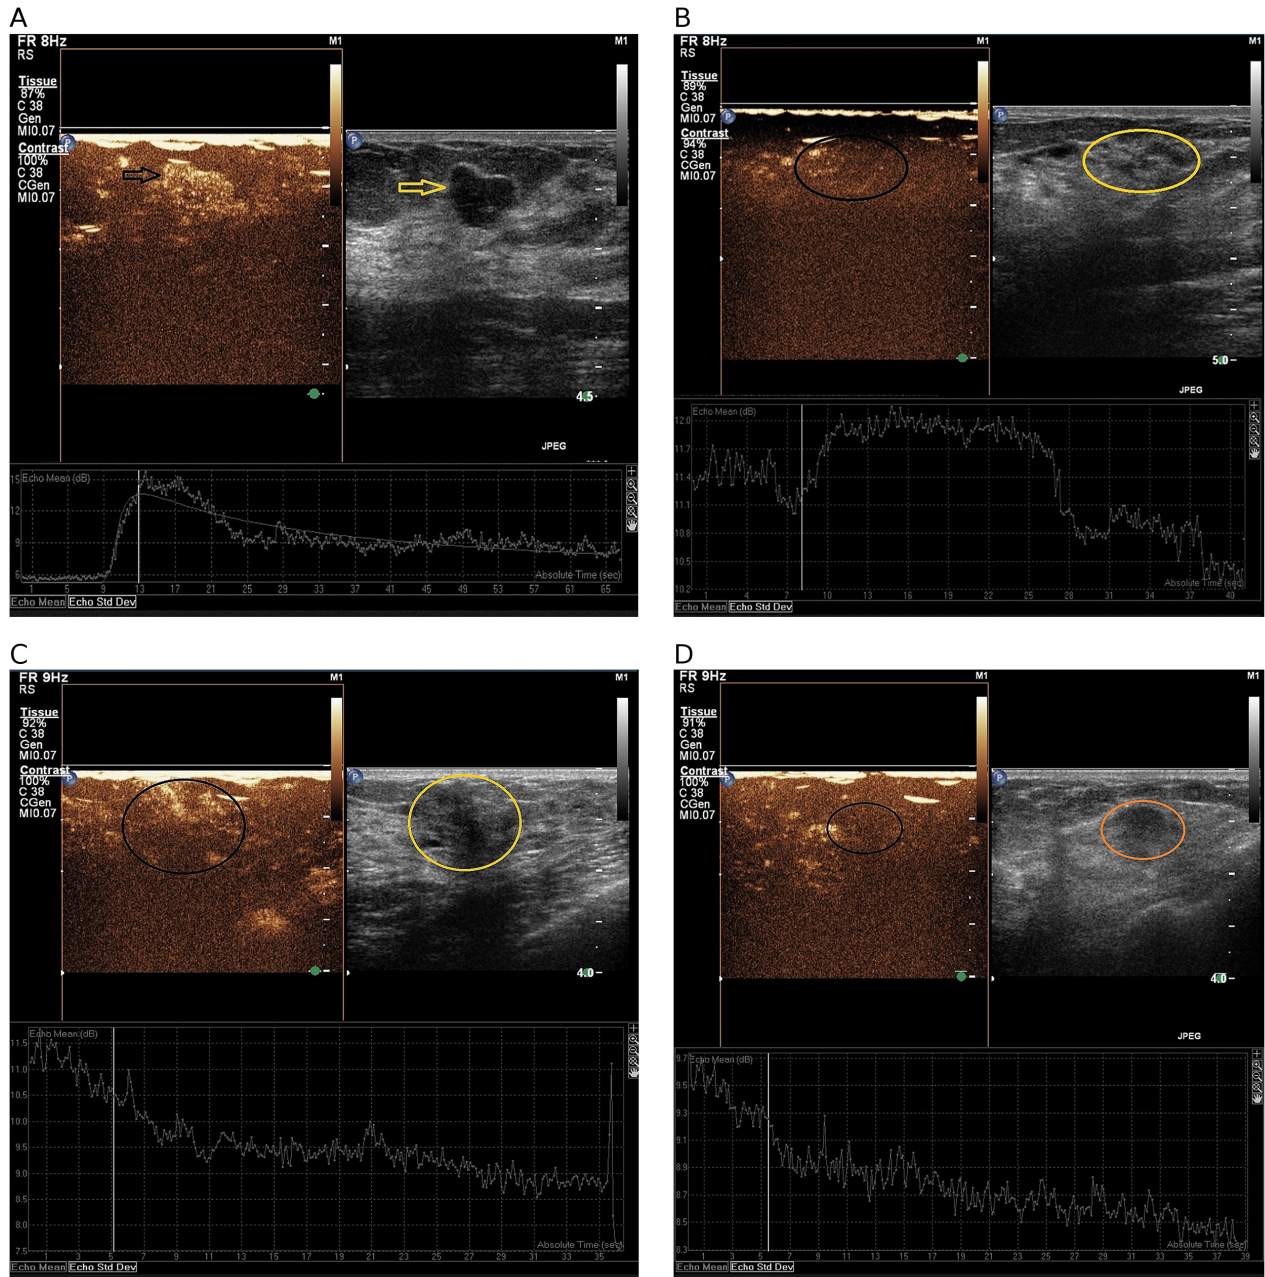 A
FR 8Hz
RS
M1
M1
Tissue
87%
C 38
Gen
MI0.07
Contrast
100%
C 38
CGen
MI0.07
P
P
4.5
JPEG
Echo Mean (dB)
15
12
9
6
1 5 9 13 17 21 25 29 33 37 41 45 49 53 57 61 65
Absolute Time (sec)
Echo Mean Echo Std Dev
B
FR 8Hz
RS
M1
M1
Tissue
89%
C 38
Gen
MI0.07
Contrast
94%
C 38
CGen
MI0.07
P
P
5.0
JPEG
Echo Mean (dB)
12.0
11.7
11.4
11.1
10.8
10.5
10.2
1 4 7 10 13 16 19 22 25 28 31 34 37 40
Absolute Time (sec)
Echo Mean Echo Std Dev
C
FR 9Hz
RS
M1
M1
Tissue
92%
C 38
Gen
MI0.07
Contrast
100%
C 38
CGen
MI0.07
P
P
4.0
Echo Mean (dB)
11.5
11.0
10.5
10.0
9.5
9.0
8.5
8.0
7.5
1 3 5 7 9 11 13 15 17 19 21 23 25 27 29 31 33 35
Absolute Time (sec)
Echo Mean Echo Std Dev
D
FR 9Hz
RS
M1
M1
Tissue
91%
C 38
Gen
MI0.07
Contrast
100%
C 38
CGen
MI0.07
P
P
4.0
JPEG
Echo Mean (dB)
9.7
9.5
9.3
9.1
8.9
8.7
8.5
8.3
1 3 5 7 9 11 13 15 17 19 21 23 25 27 29 31 33 35 37 39
Absolute Time (sec)
Echo Mean Echo Std Dev